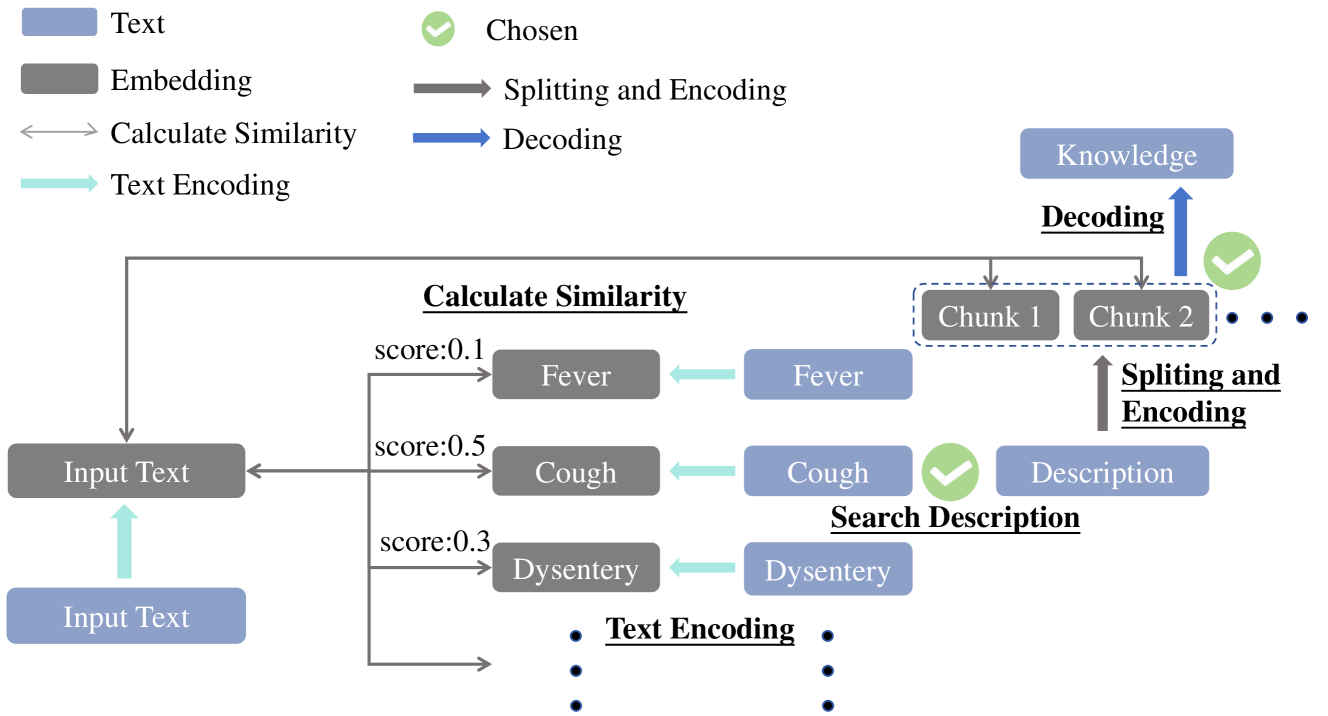 Text
Embedding
Calculate Similarity
Text Encoding
Chosen
Splitting and Encoding
Decoding
Knowledge
Decoding
Calculate Similarity
Chunk 1
Chunk 2
score:0.1
Fever
Fever
Spliting and
Encoding
score:0.5
Input Text
Cough
Cough
Description
Search Description
score:0.3
Dysentery
Dysentery
Input Text
Text Encoding